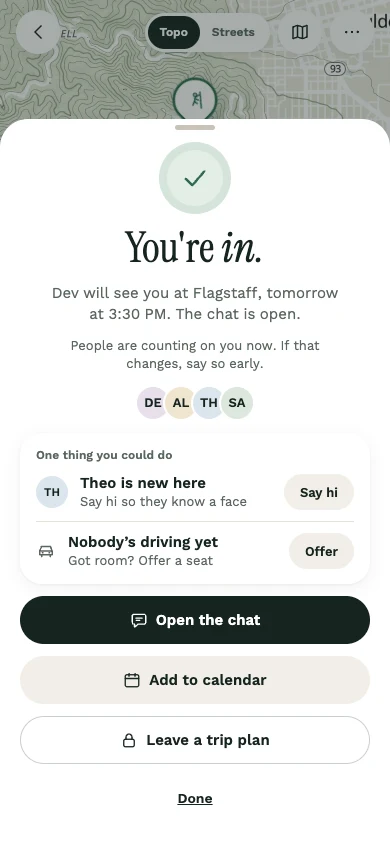 ELL
Topo
Streets
93
You're in.
Dev will see you at Flagstaff, tomorrow
at 3:30 PM. The chat is open.
People are counting on you now. If that
changes, say so early.
DE AL TH SA
One thing you could do
TH
Theo is new here
Say hi so they know a face
Say hi
Nobody's driving yet
Got room? Offer a seat
Offer
Open the chat
Add to calendar
Leave a trip plan
Done